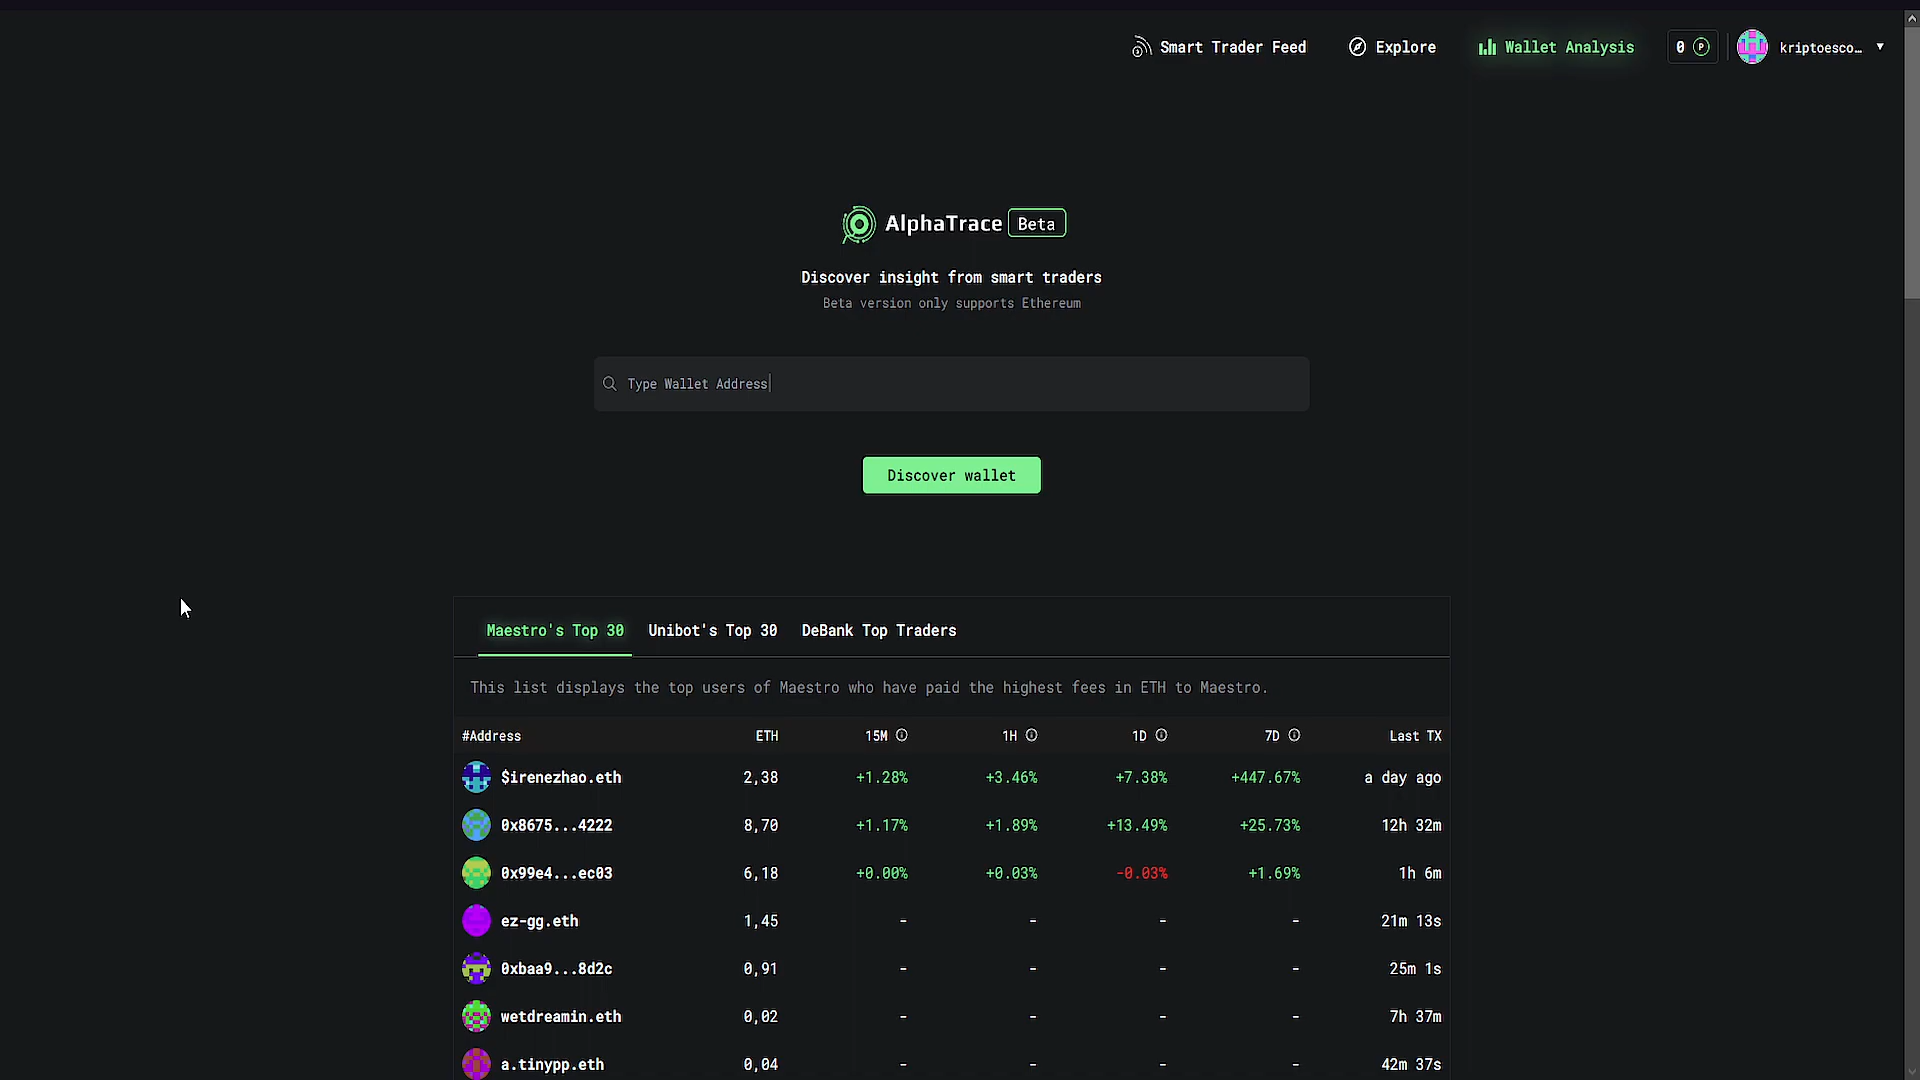 Smart Trader Feed Explore Wallet Analysis 0 P kriptoesco…
AlphaTrace Beta
Discover insight from smart traders
Beta version only supports Ethereum
Type Wallet Address
Discover wallet
Maestro's Top 30 Unibot's Top 30 DeBank Top Traders
This list displays the top users of Maestro who have paid the highest fees in ETH to Maestro.
#Address ETH 15M 1H 1D 7D Last TX
$irenezhao.eth 2,38 +1.28% +3.46% +7.38% +447.67% a day ago
0x8675...4222 8,70 +1.17% +1.89% +13.49% +25.73% 12h 32m
0x99e4...ec03 6,18 +0.00% +0.03% -0.03% +1.69% 1h 6m
ez-gg.eth 1,45 - - - - 21m 13s
0xbaa9...8d2c 0,91 - - - - 25m 1s
wetdreamin.eth 0,02 - - - - 7h 37m
a.tinypp.eth 0,04 - - - - 42m 37s